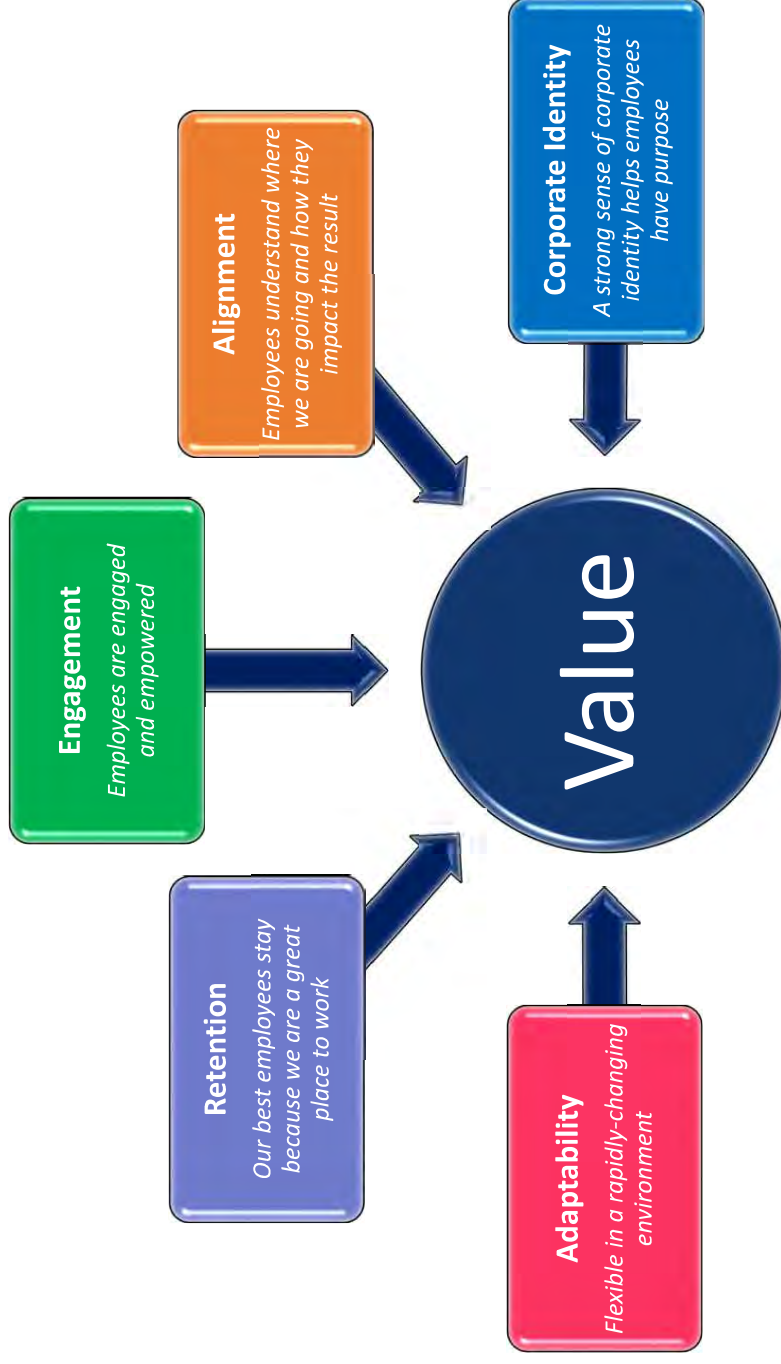 Adaptability
Flexible in a rapidly-changing
environment
Retention
Our best employees stay
because we are a great
place to work
Engagement
Employees are engaged
and empowered
Alignment
Employees understand where
we are going and how they
impact the result
Corporate Identity
A strong sense of corporate
identity helps employees
have purpose
Value